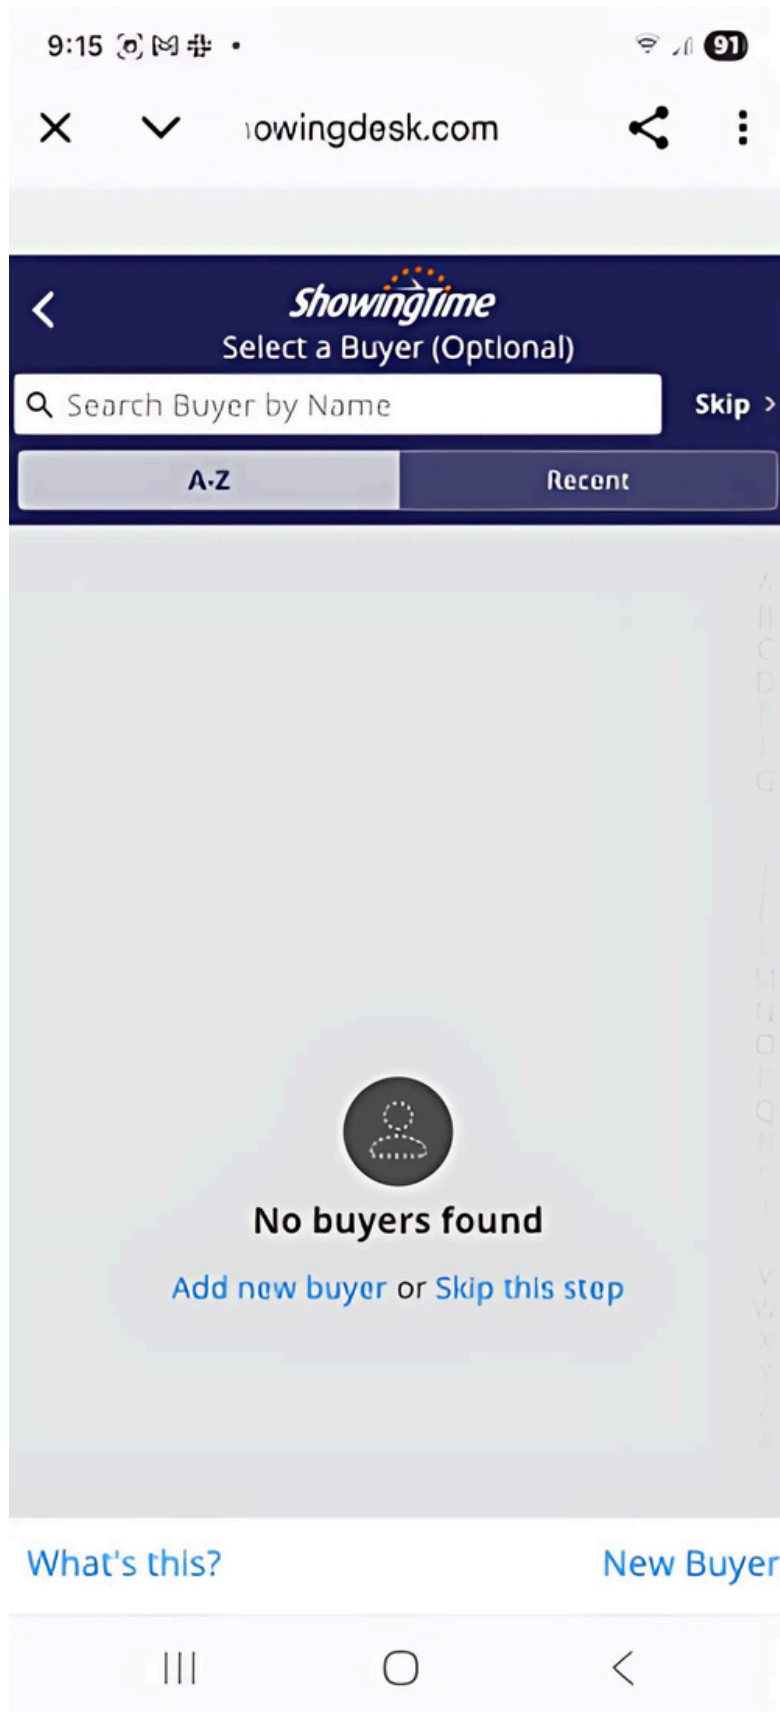 9:15
91
owingdesk.com
ShowingTime
Select a Buyer (Optional)
Search Buyer by Name
Skip >
A-Z
Recent
A
B
C
D
G
M
N
O
P
Q
R
V
W
X
Y
Z
No buyers found
Add new buyer or Skip this step
What's this?
New Buyer